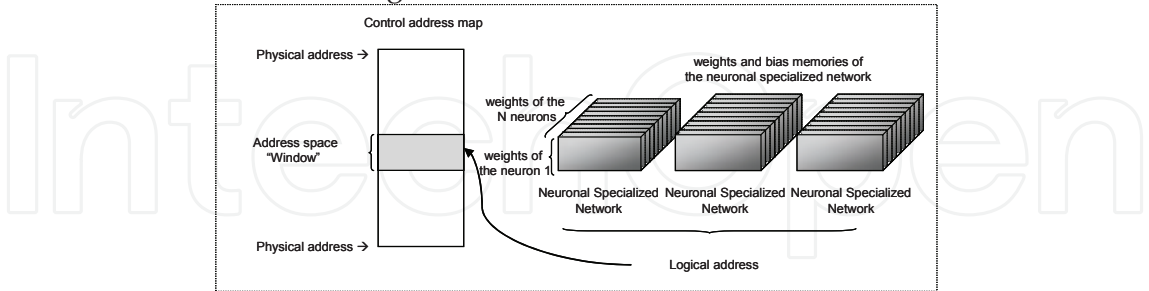 Control address map
Physical address →
weights and bias memories of
the neuronal specialized network
weights of the
N neurons
Address space
"Window"
weights of
the neuron 1
Neuronal Specialized
Network
Neuronal Specialized
Network
Neuronal Specialized
Network
Physical address →
Logical address